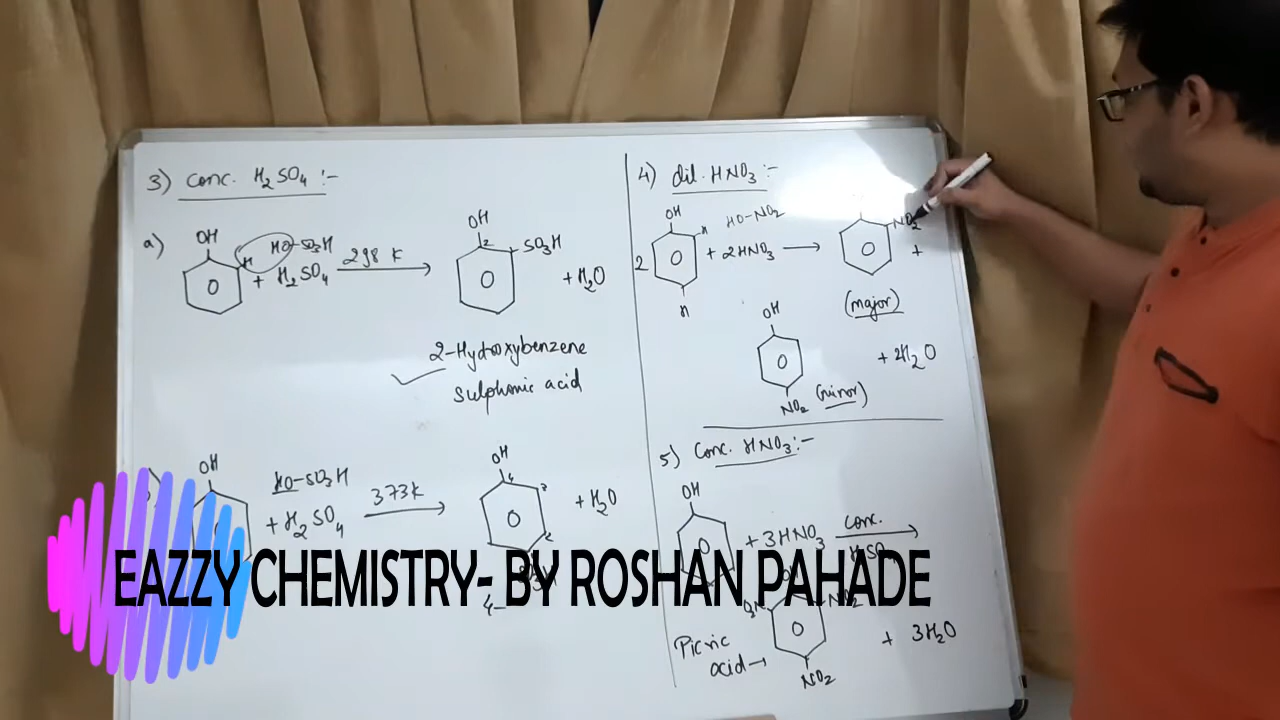 3) Conc. H2SO4 :-
a)
OH
H
HO-SO3H
+ H2SO4
298 K
OH
2
SO3H
+ H2O
2-Hydroxybenzene
sulphonic acid
OH
HO-SO3H
+ H2SO4
373K
OH
+ H2O
4-
4) dil. HNO3 :-
OH
H
HO-NO2
2
+ 2HNO3
H
NO2
+
(major)
OH
+ 2H2O
NO2
(minor)
5) Conc. HNO3 :-
OH
+ 3HNO3
conc.
NO2
Picric
acid→
+ 3H2O
NO2
EAZZY CHEMISTRY- BY ROSHAN PAHADE